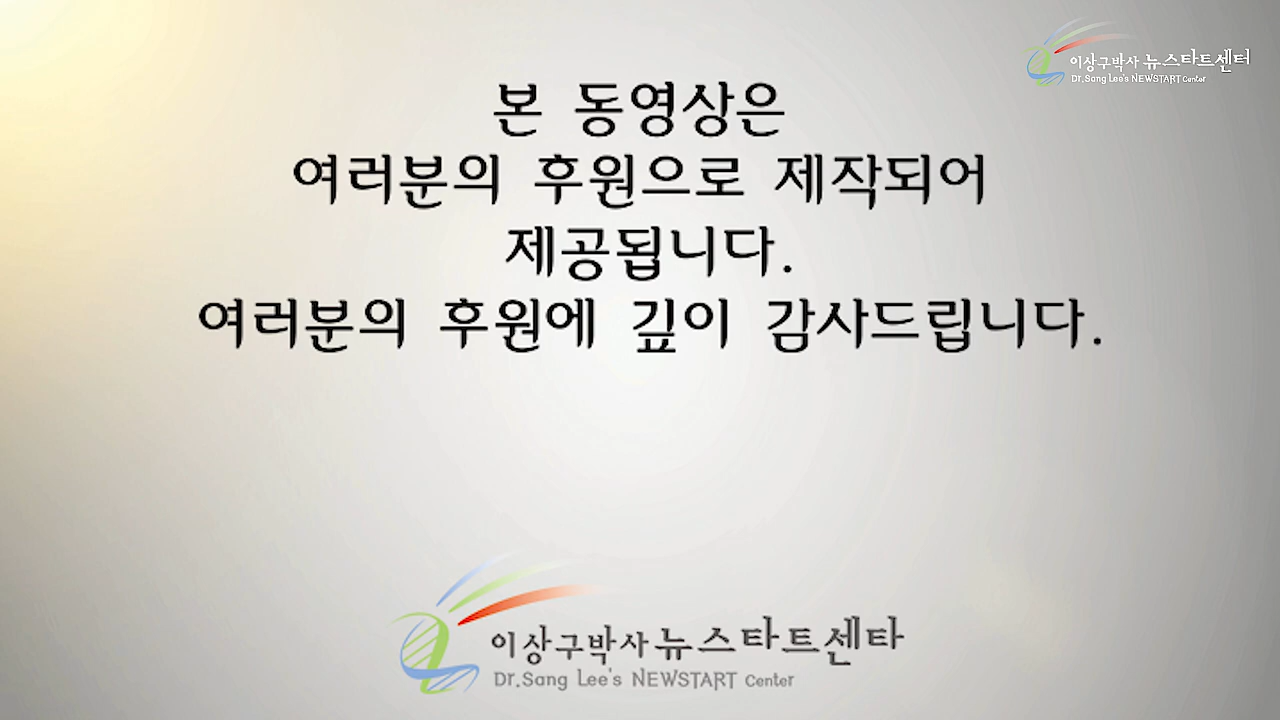 이상구박사 뉴스타트센터
Dr.Sang Lee's NEWSTART Center
본 동영상은
여러분의 후원으로 제작되어
제공됩니다.
여러분의 후원에 깊이 감사드립니다.
이상구박사 뉴스타트센타
Dr.Sang Lee's NEWSTART Center